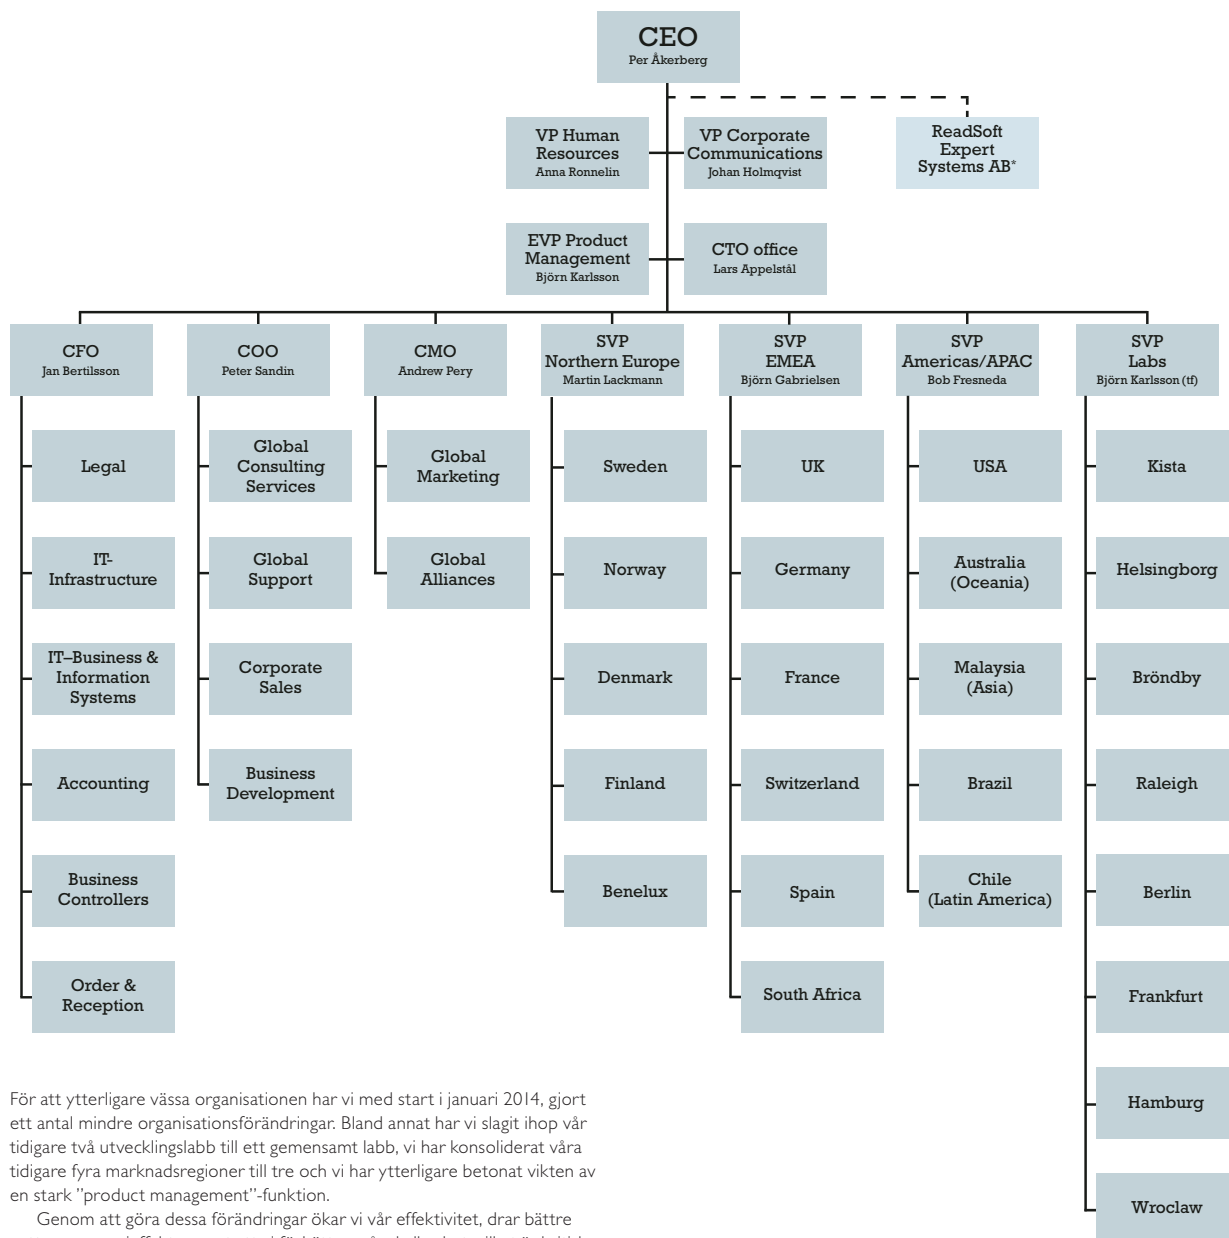 CEO
Per Åkerberg
VP Human
Resources
Anna Ronnelin
VP Corporate
Communications
Johan Holmqvist
ReadSoft
Expert
Systems AB*
EVP Product
Management
Björn Karlsson
CTO office
Lars Appelstål
CFO
Jan Bertilsson
COO
Peter Sandin
CMO
Andrew Pery
SVP
Northern Europe
Martin Lackmann
SVP
EMEA
Björn Gabrielsen
SVP
Americas/APAC
Bob Fresneda
SVP
Labs
Björn Karlsson (tf)
Legal
IT-
Infrastructure
IT–Business &
Information
Systems
Accounting
Business
Controllers
Order &
Reception
Global
Consulting
Services
Global
Support
Corporate
Sales
Business
Development
Global
Marketing
Global
Alliances
Sweden
Norway
Denmark
Finland
Benelux
UK
Germany
France
Switzerland
Spain
South Africa
USA
Australia
(Oceania)
Malaysia
(Asia)
Brazil
Chile
(Latin America)
Kista
Helsingborg
Bröndby
Raleigh
Berlin
Frankfurt
Hamburg
Wroclaw
För att ytterligare vässa organisationen har vi med start i januari 2014, gjort
ett antal mindre organisationsförändringar. Bland annat har vi slagit ihop vår
tidigare två utvecklingslabb till ett gemensamt labb, vi har konsoliderat våra
tidigare fyra marknadsregioner till tre och vi har ytterligare betonat vikten av
en stark "product management"-funktion.
Genom att göra dessa förändringar ökar vi vår effektivitet, drar bättre